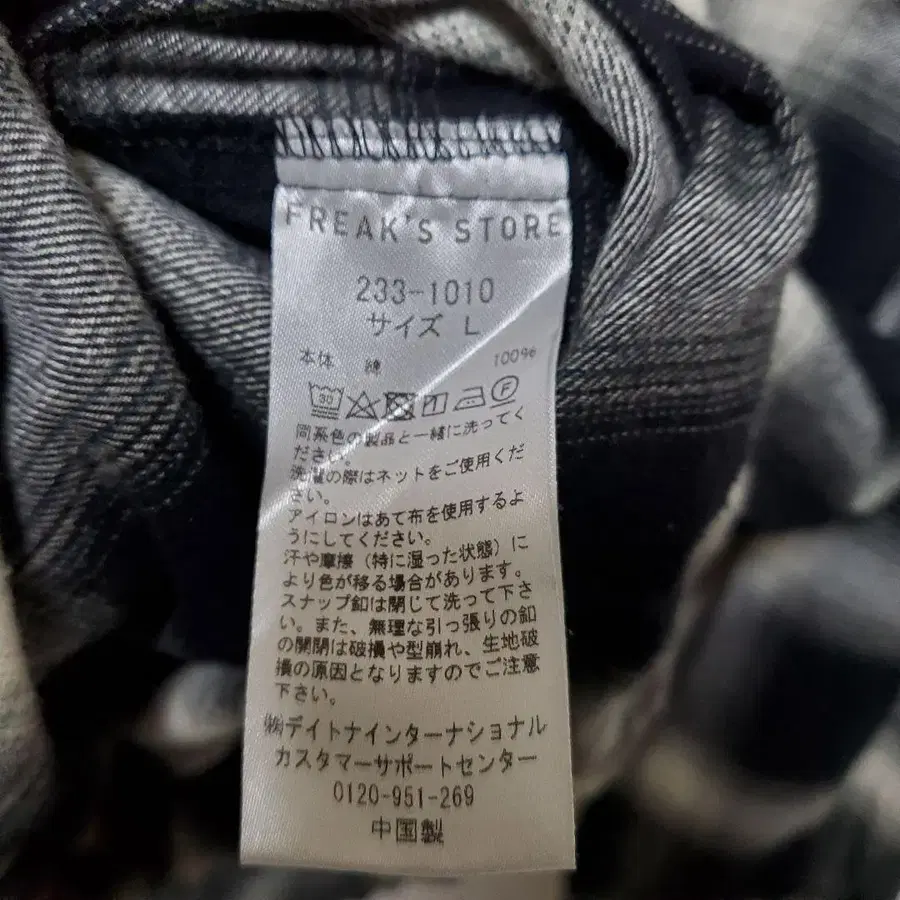 FREAK'S STORE
233-1010
サイズ L
本体 綿 100%
30 F
同系色の製品と一緒に洗ってく
ださい。
洗濯の際はネットをご使用くだ
さい。
アイロンはあて布を使用するよ
うにしてください。
汗や摩擦（特に湿った状態）に
より色が移る場合があります。
スナップ釦は閉じて洗って下さ
い。また、無理な引っ張りの釦
の開閉は破損や型崩れ、生地破
損の原因となりますのでご注意
下さい。
㈱デイトナインターナショナル
カスタマーサポートセンター
0120-951-269
中国製